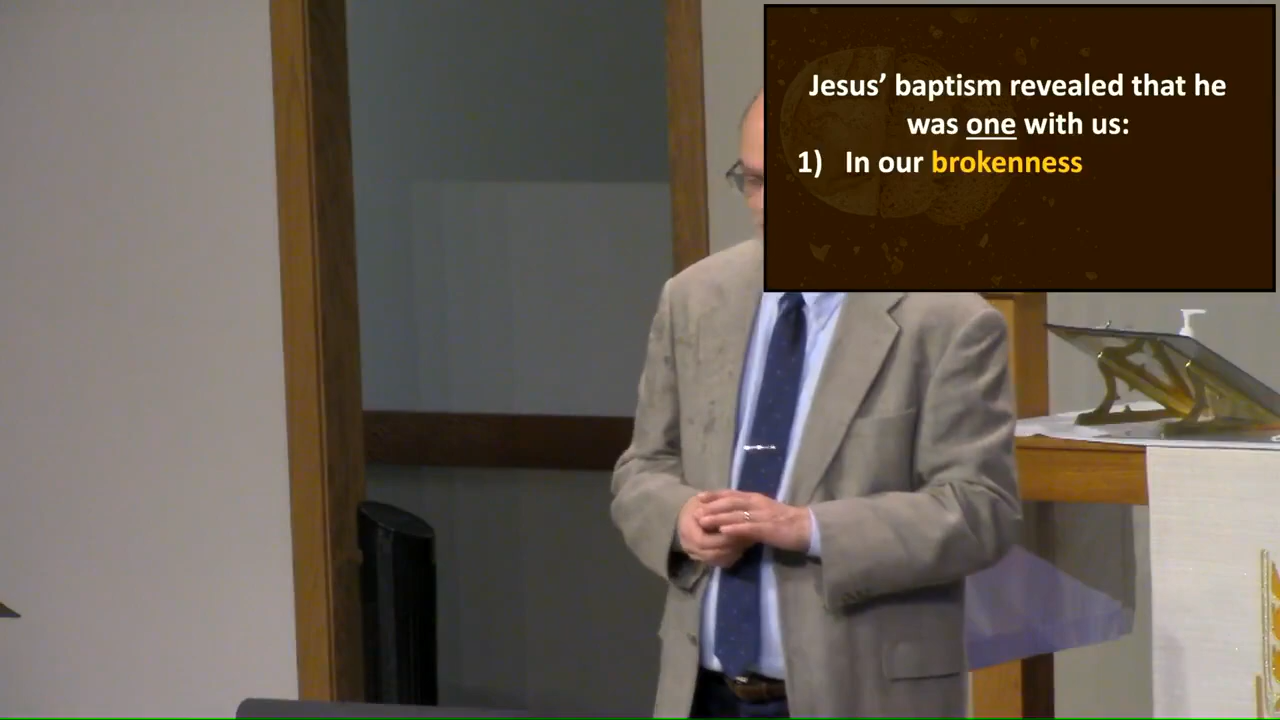 Jesus’ baptism revealed that he
was one with us:
1) In our brokenness